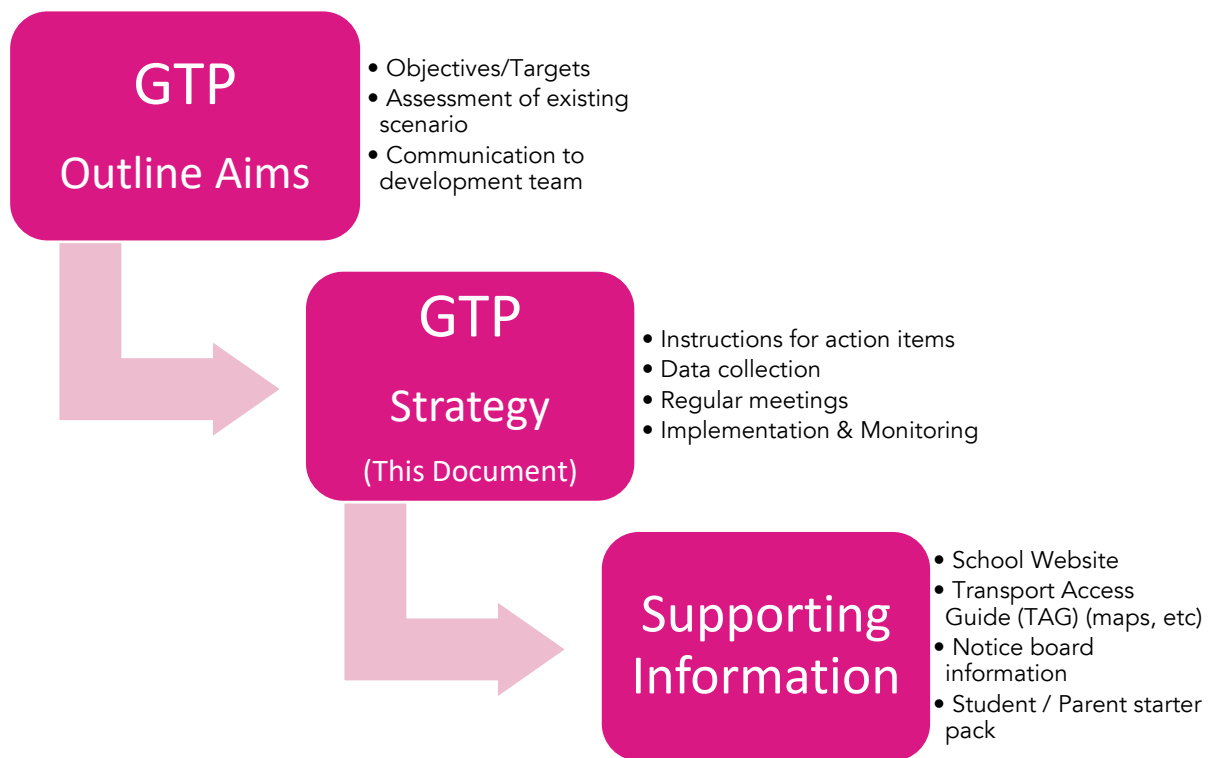 GTP
Outline Aims
• Objectives/Targets
• Assessment of existing
scenario
• Communication to
development team
GTP
Strategy
(This Document)
• Instructions for action items
• Data collection
• Regular meetings
• Implementation & Monitoring
Supporting
Information
• School Website
• Transport Access
Guide (TAG) (maps, etc)
• Notice board
information
• Student / Parent starter
pack